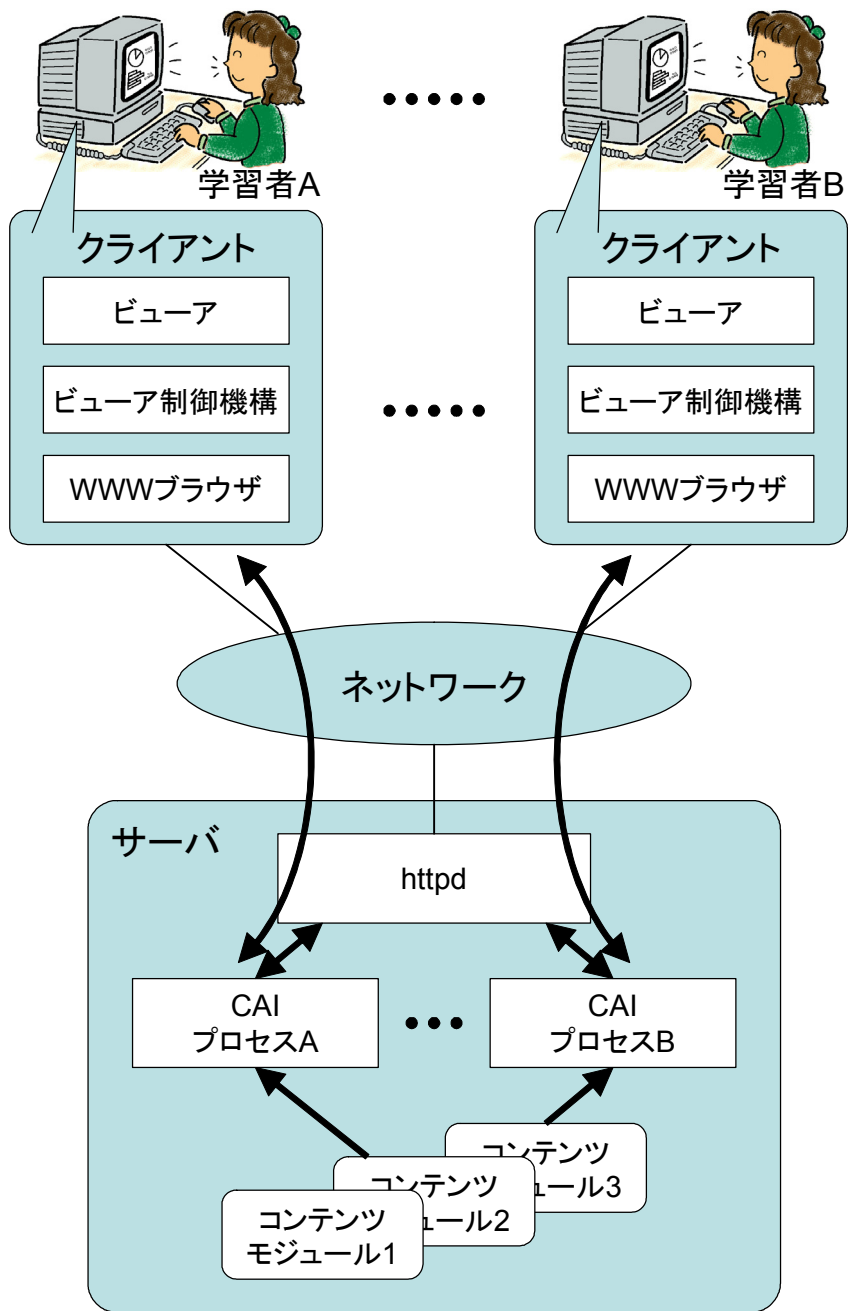 学習者A
学習者B
クライアント
ビューア
ビューア制御機構
WWWブラウザ
クライアント
ビューア
ビューア制御機構
WWWブラウザ
ネットワーク
サーバ
httpd
CAI
プロセスA
CAI
プロセスB
コンテンツ
ュール3
コンテンツ
ュール2
コンテンツ
モジュール1